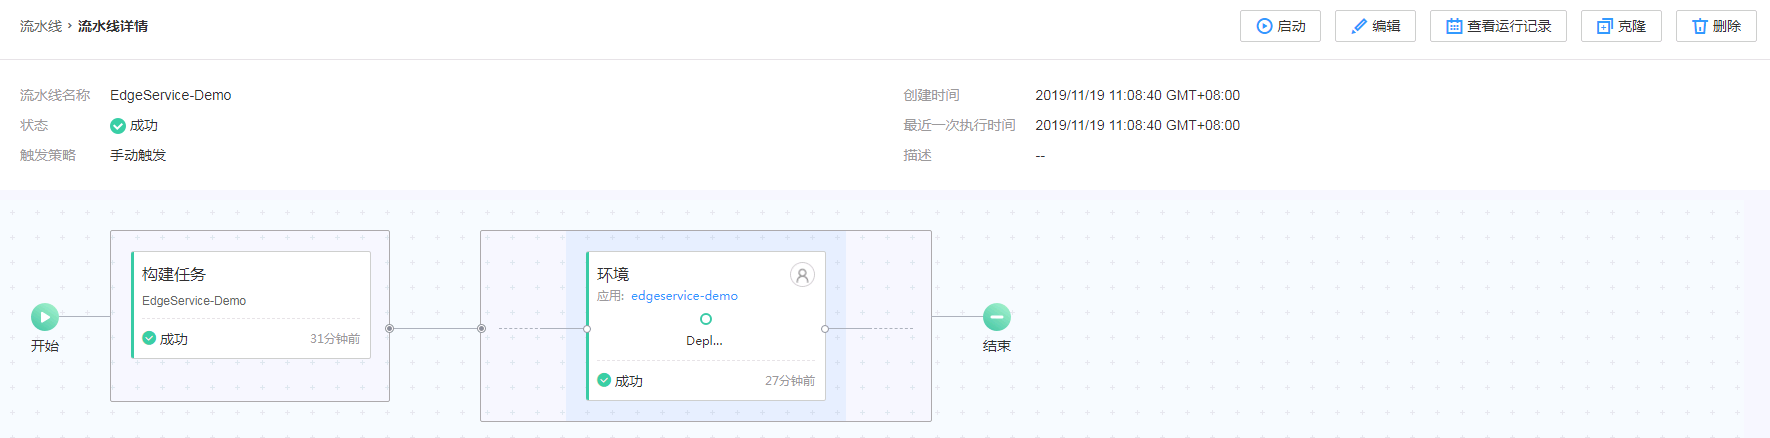 流水线 › 流水线详情
启动 编辑 查看运行记录 克隆 删除
流水线名称 EdgeService-Demo 创建时间 2019/11/19 11:08:40 GMT+08:00
状态 成功 最近一次执行时间 2019/11/19 11:08:40 GMT+08:00
触发策略 手动触发 描述 --
开始
构建任务
EdgeService-Demo
成功 31分钟前
环境
应用: edgeservice-demo
Depl...
成功 27分钟前
结束